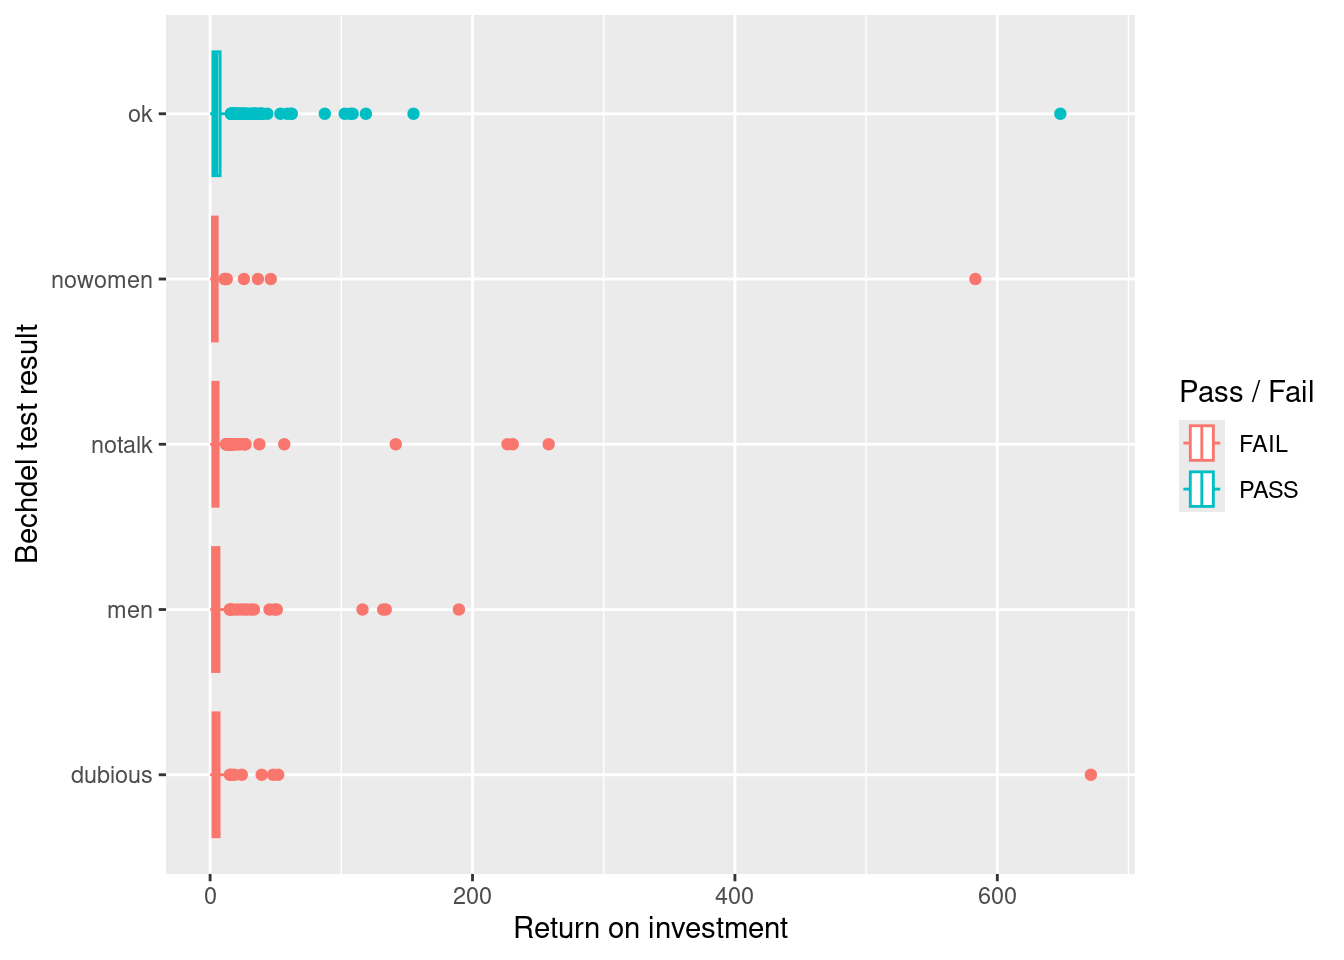 ok
nowomen
notalk
men
dubious
Bechdel test result
0
200
400
600
Return on investment
Pass / Fail
FAIL
PASS